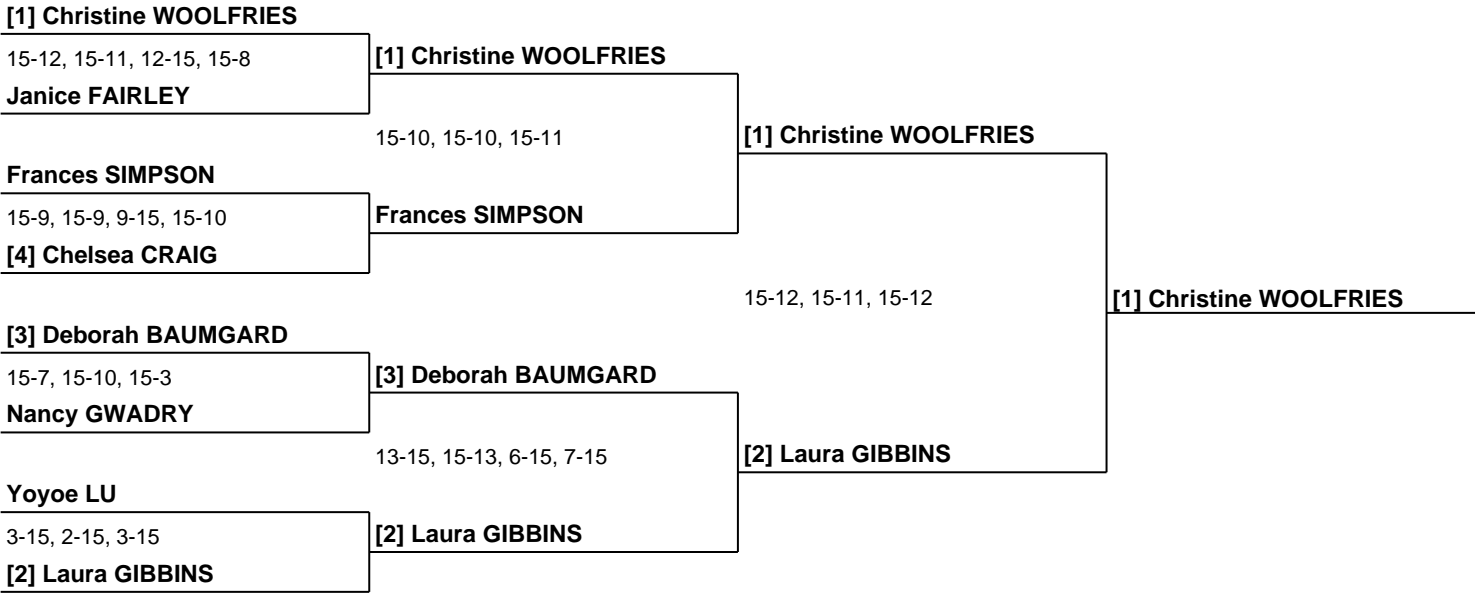 [1] Christine WOOLFRIES
15-12, 15-11, 12-15, 15-8
[1] Christine WOOLFRIES
Janice FAIRLEY
15-10, 15-10, 15-11
[1] Christine WOOLFRIES
Frances SIMPSON
15-9, 15-9, 9-15, 15-10
Frances SIMPSON
[4] Chelsea CRAIG
15-12, 15-11, 15-12
[1] Christine WOOLFRIES
[3] Deborah BAUMGARD
15-7, 15-10, 15-3
[3] Deborah BAUMGARD
Nancy GWADRY
13-15, 15-13, 6-15, 7-15
[2] Laura GIBBINS
Yoyoe LU
3-15, 2-15, 3-15
[2] Laura GIBBINS
[2] Laura GIBBINS